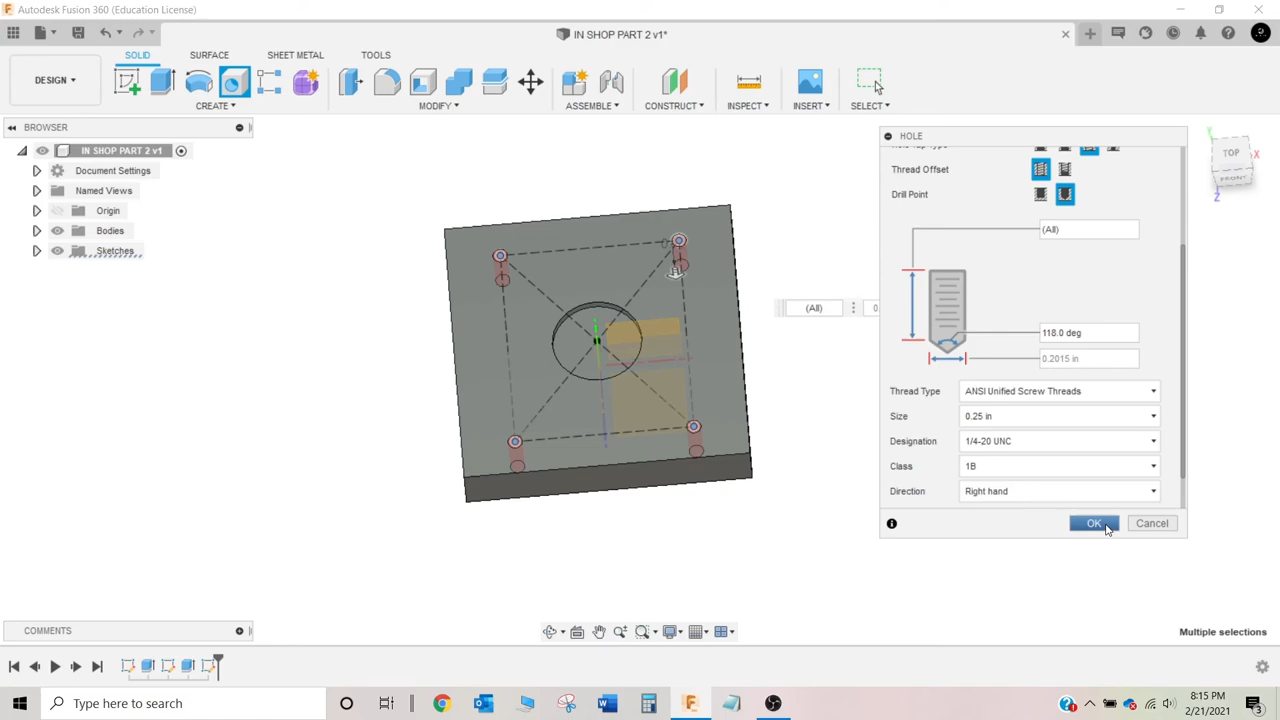 Autodesk Fusion 360 (Education License)
IN SHOP PART 2 v1*
SOLID
SURFACE
SHEET METAL
TOOLS
DESIGN
CREATE
MODIFY
ASSEMBLE
CONSTRUCT
INSPECT
INSERT
SELECT
BROWSER
IN SHOP PART 2 v1
Document Settings
Named Views
Origin
Bodies
Sketches
HOLE
Thread Offset
Drill Point
(All)
118.0 deg
0.2015 in
Thread Type ANSI Unified Screw Threads
Size 0.25 in
Designation 1/4-20 UNC
Class 1B
Direction Right hand
OK Cancel
(All) 0
TOP
FRONT
X
Y
Z
COMMENTS
Multiple selections
Type here to search
8:15 PM
2/21/2021
3